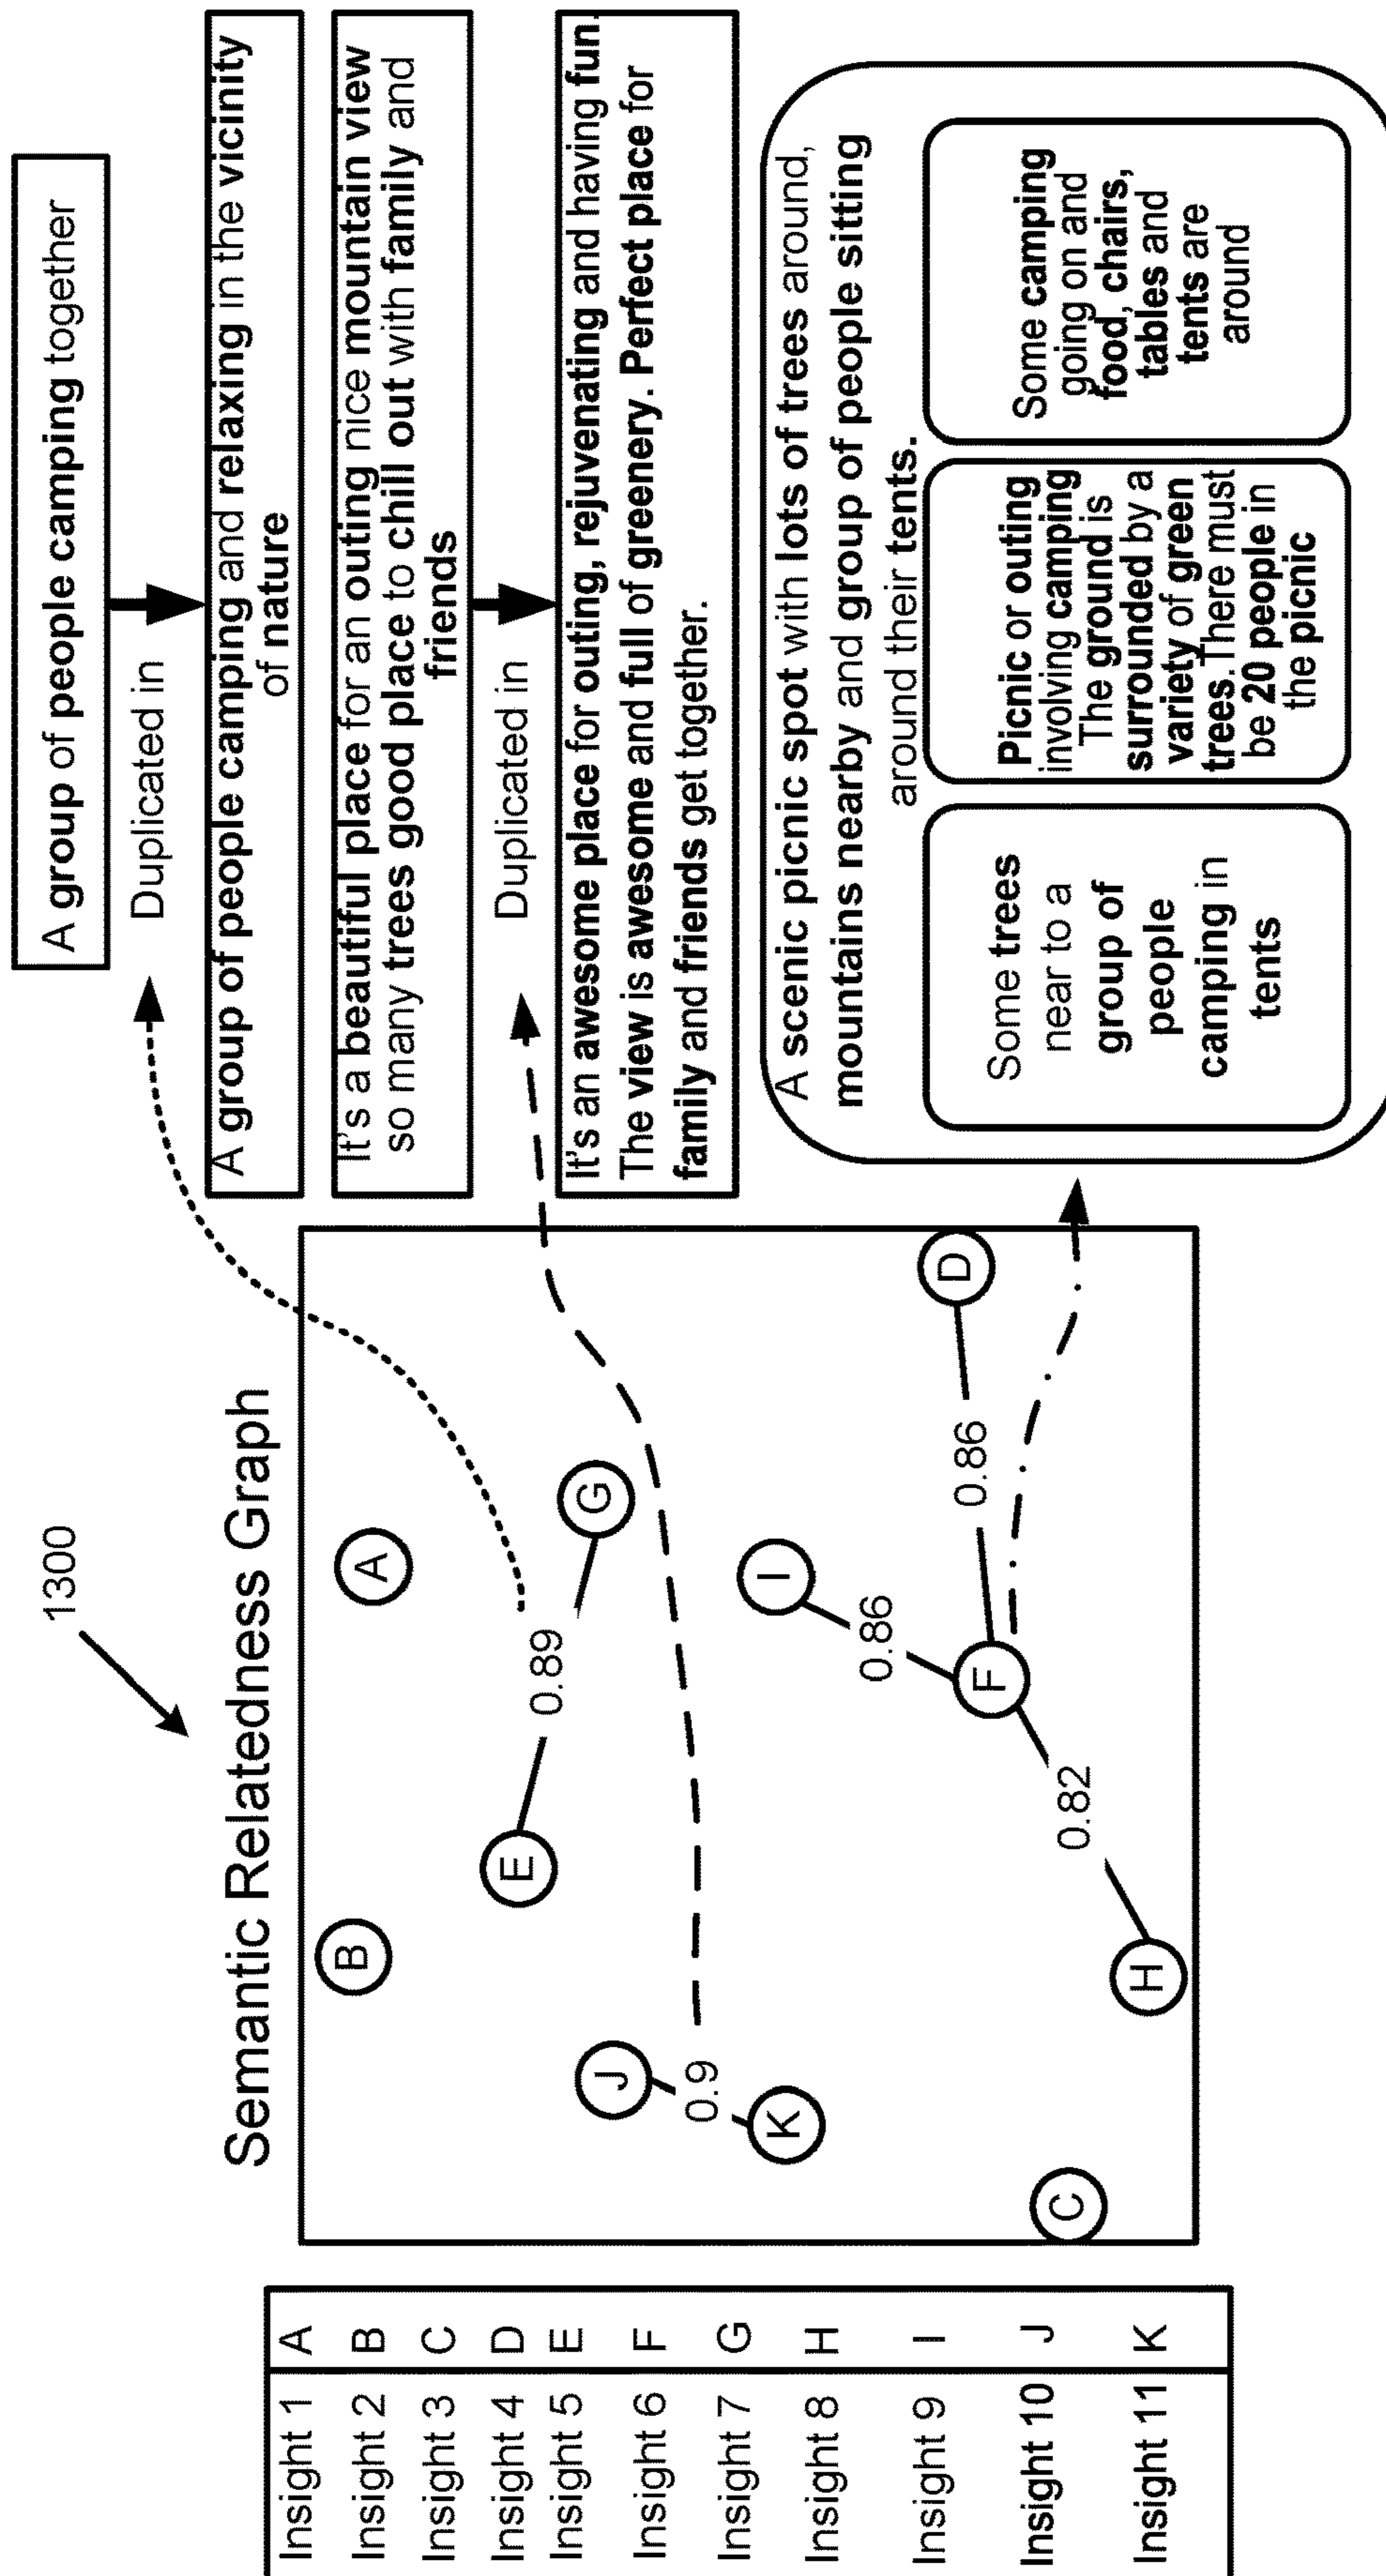 1300
Semantic Relatedness Graph
Insight 1 A
Insight 2 B
Insight 3 C
Insight 4 D
Insight 5 E
Insight 6 F
Insight 7 G
Insight 8 H
Insight 9 I
Insight 10 J
Insight 11 K
B
A
E
0.89
G
J
0.9
K
I
0.86
F
0.86
D
0.82
H
C
A group of people camping together
Duplicated in
A group of people camping and relaxing in the vicinity
of nature
It's a beautiful place for an outing nice mountain view
so many trees good place to chill out with family and
friends
Duplicated in
It's an awesome place for outing, rejuvenating and having fun.
The view is awesome and full of greenery. Perfect place for
family and friends get together.
A scenic picnic spot with lots of trees around,
mountains nearby and group of people sitting
around their tents.
Some trees
near to a
group of
people
camping in
tents
Picnic or outing
involving camping
The ground is
surrounded by a
variety of green
trees. There must
be 20 people in
the picnic
Some camping
going on and
food, chairs,
tables and
tents are
around